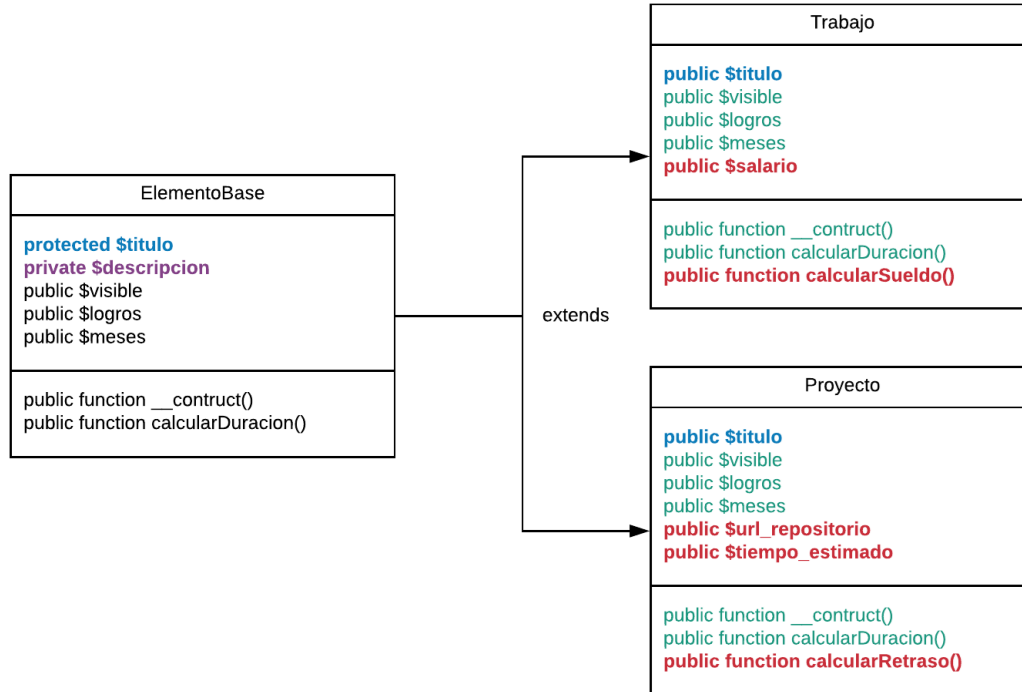 ElementoBase
protected $titulo
private $descripcion
public $visible
public $logros
public $meses
public function __contruct()
public function calcularDuracion()
extends
Trabajo
public $titulo
public $visible
public $logros
public $meses
public $salario
public function __contruct()
public function calcularDuracion()
public function calcularSueldo()
Proyecto
public $titulo
public $visible
public $logros
public $meses
public $url_repositorio
public $tiempo_estimado
public function __contruct()
public function calcularDuracion()
public function calcularRetraso()